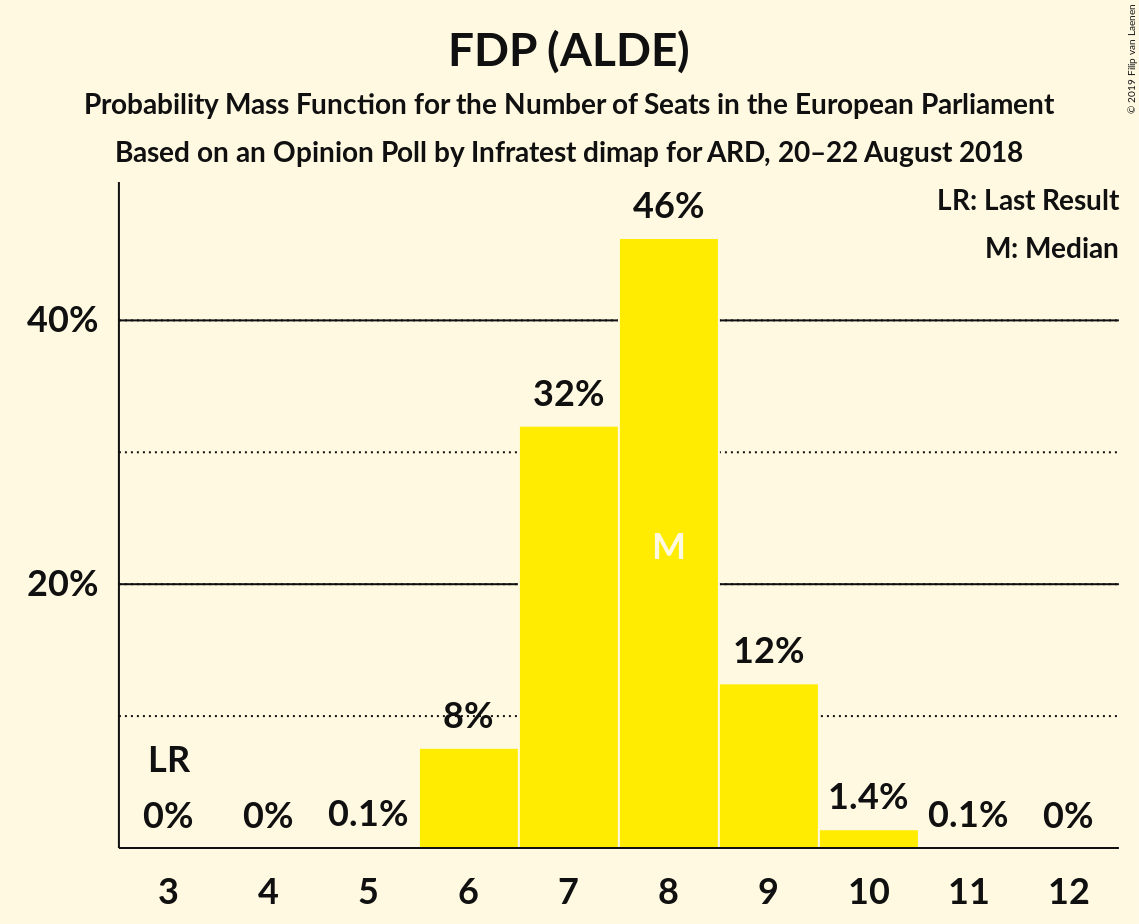 FDP (ALDE)
Probability Mass Function for the Number of Seats in the European Parliament
Based on an Opinion Poll by Infratest dimap for ARD, 20–22 August 2018
© 2019 Filip van Laenen
LR: Last Result
M: Median
46%
40%
32%
M
20%
12%
8%
LR
1.4%
0% 0% 0.1% 0.1% 0%
3 4 5 6 7 8 9 10 11 12